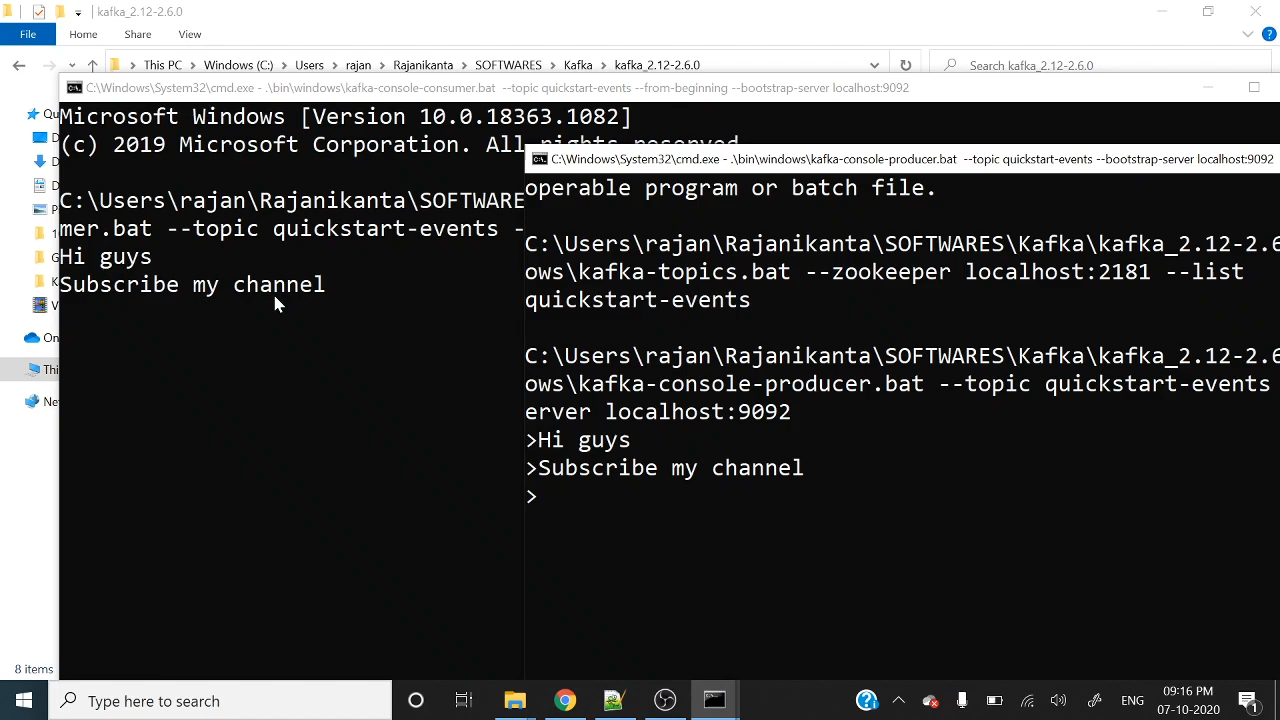 kafka_2.12-2.6.0
File
Home
Share
View
This PC
Windows (C:)
Users
rajan
Rajanikanta
SOFTWARES
Kafka
kafka_2.12-2.6.0
Search kafka_2.12-2.6.0
C:\Windows\System32\cmd.exe - .\bin\windows\kafka-console-consumer.bat --topic quickstart-events --from-beginning --bootstrap-server localhost:9092
Microsoft Windows [Version 10.0.18363.1082]
(c) 2019 Microsoft Corporation. All rights reserved
C:\Users\rajan\Rajanikanta\SOFTWARE
mer.bat --topic quickstart-events -
Hi guys
Subscribe my channel
C:\Windows\System32\cmd.exe - .\bin\windows\kafka-console-producer.bat --topic quickstart-events --bootstrap-server localhost:9092
operable program or batch file.
C:\Users\rajan\Rajanikanta\SOFTWARES\Kafka\kafka_2.12-2.6
ows\kafka-topics.bat --zookeeper localhost:2181 --list
quickstart-events
C:\Users\rajan\Rajanikanta\SOFTWARES\Kafka\kafka_2.12-2.6
ows\kafka-console-producer.bat --topic quickstart-events
erver localhost:9092
>Hi guys
>Subscribe my channel
>
8 items
Type here to search
ENG
09:16 PM
07-10-2020